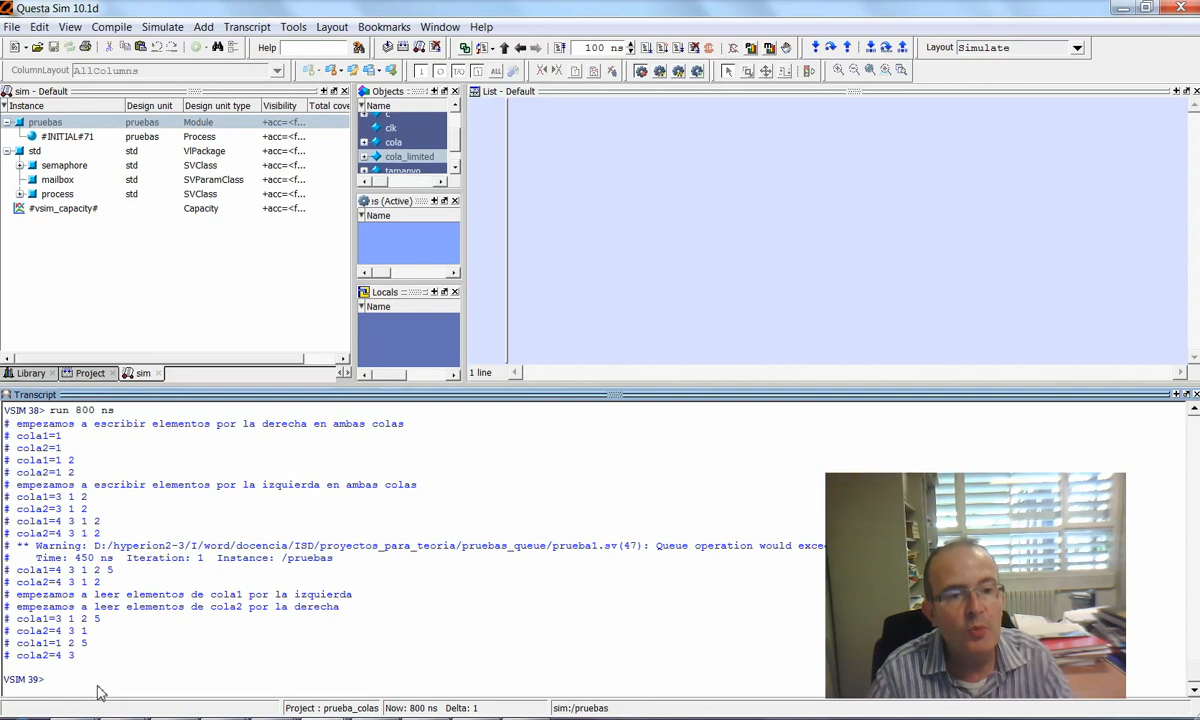 Questa Sim 10.1d
File Edit View Compile Simulate Add Transcript Tools Layout Bookmarks Window Help
Help 100 ns Layout Simulate
ColumnLayout AllColumns
sim - Default
Instance Design unit Design unit type Visibility Total cove
pruebas pruebas Module +acc=<f...
#INITIAL#71 pruebas Process +acc=<f...
std std VlPackage +acc=<f...
semaphore std SVClass +acc=<f...
mailbox std SVParamClass +acc=<f...
process std SVClass +acc=<f...
#vsim_capacity# Capacity +acc=<f...
Library Project sim
Objects
Name
c
clk
cola
cola_limited
tamanyo
es (Active)
Name
Locals
Name
List - Default
1 line
Transcript
VSIM 38> run 800 ns
# empezamos a escribir elementos por la derecha en ambas colas
# cola1=1
# cola2=1
# cola1=1 2
# cola2=1 2
# empezamos a escribir elementos por la izquierda en ambas colas
# cola1=3 1 2
# cola2=3 1 2
# cola1=4 3 1 2
# cola2=4 3 1 2
# ** Warning: D:/hyperion2-3/I/word/docencia/ISD/proyectos_para_teoria/pruebas_queue/prueba1.sv(47): Queue operation would exce
# Time: 450 ns Iteration: 1 Instance: /pruebas
# cola1=4 3 1 2 5
# cola2=4 3 1 2
# empezamos a leer elementos de cola1 por la izquierda
# empezamos a leer elementos de cola2 por la derecha
# cola1=3 1 2 5
# cola2=4 3 1
# cola1=1 2 5
# cola2=4 3
VSIM 39>
Project : prueba_colas Now: 800 ns Delta: 1 sim:/pruebas